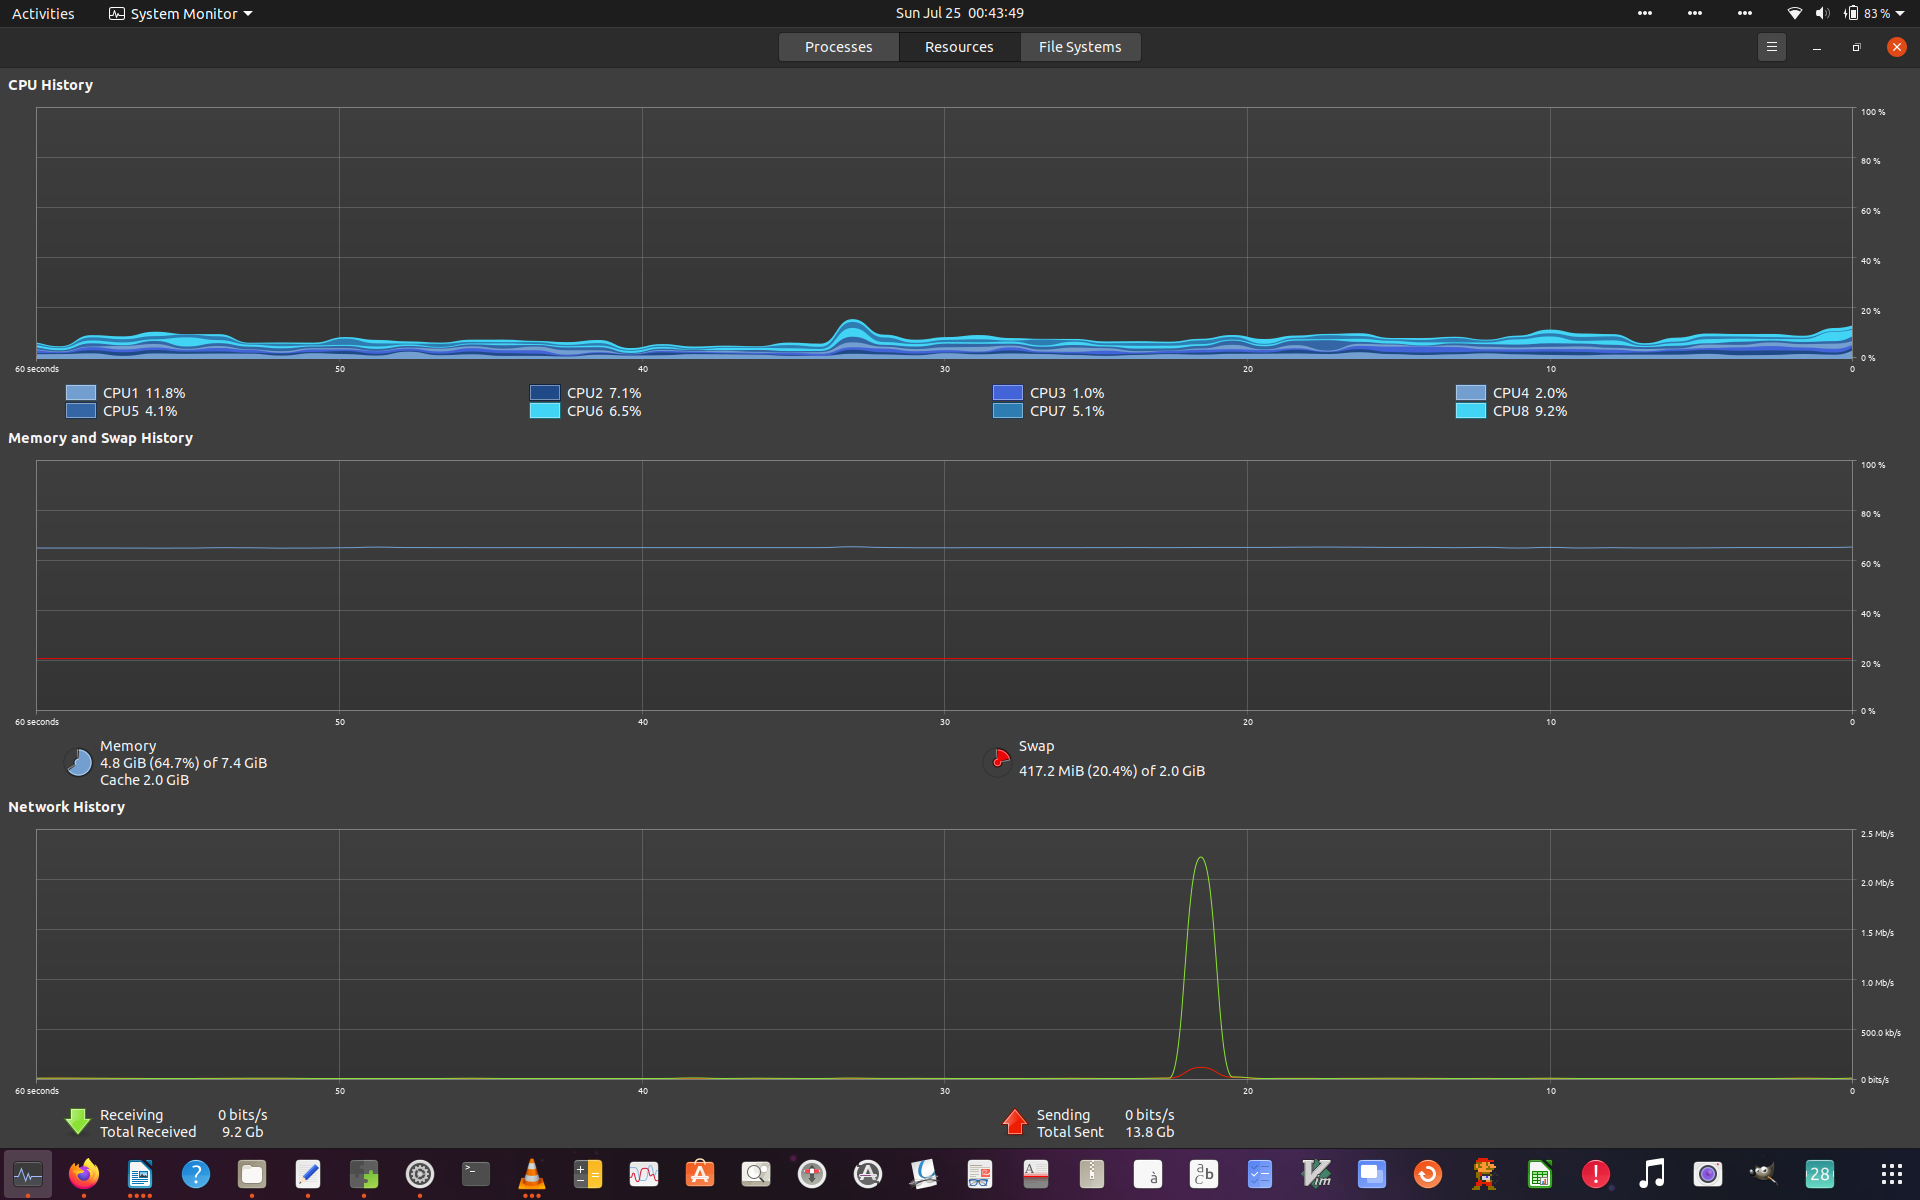 Activities System Monitor Sun Jul 25 00:43:49 83 %
Processes Resources File Systems
CPU History
100 %
80 %
60 %
40 %
20 %
0 %
60 seconds 50 40 30 20 10 0
CPU1 11.8% CPU2 7.1% CPU3 1.0% CPU4 2.0%
CPU5 4.1% CPU6 6.5% CPU7 5.1% CPU8 9.2%
Memory and Swap History
100 %
80 %
60 %
40 %
20 %
0 %
60 seconds 50 40 30 20 10 0
Memory
4.8 GiB (64.7%) of 7.4 GiB
Cache 2.0 GiB
Swap
417.2 MiB (20.4%) of 2.0 GiB
Network History
2.5 Mb/s
2.0 Mb/s
1.5 Mb/s
1.0 Mb/s
500.0 kb/s
0 bits/s
60 seconds 50 40 30 20 10 0
Receiving 0 bits/s
Total Received 9.2 Gb
Sending 0 bits/s
Total Sent 13.8 Gb
? >_ A A à a b c Vim ! 28